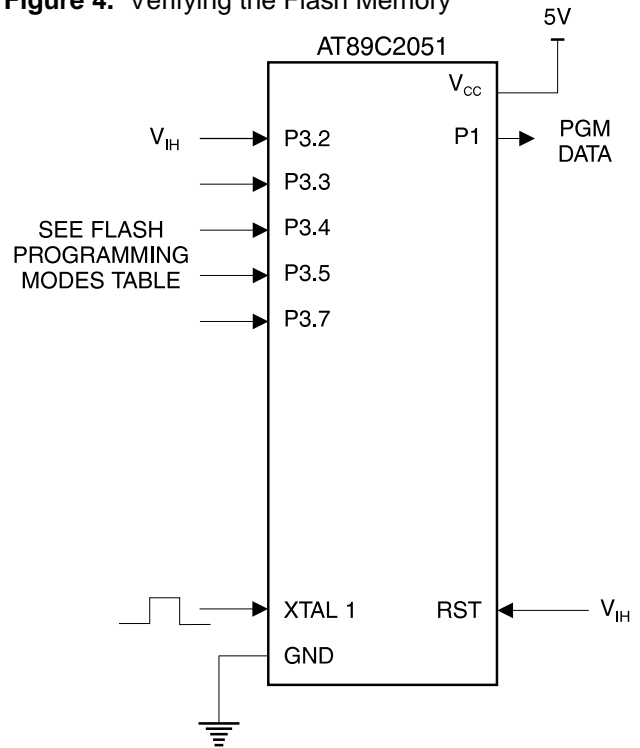 Figure 4. Verifying the Flash Memory
5V
AT89C2051
VCC
VIH
P3.2
P1
PGM
DATA
P3.3
SEE FLASH
PROGRAMMING
MODES TABLE
P3.4
P3.5
P3.7
XTAL 1
RST
VIH
GND